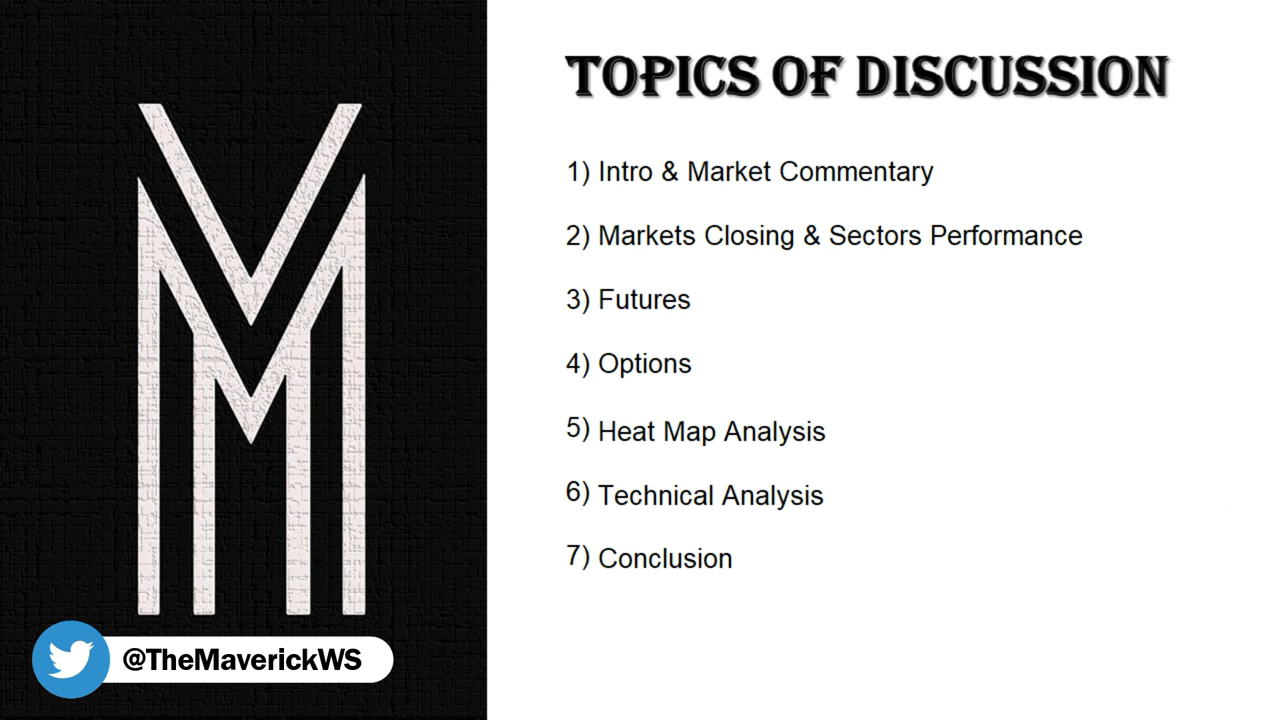 TOPICS OF DISCUSSION
1) Intro & Market Commentary
2) Markets Closing & Sectors Performance
3) Futures
4) Options
5) Heat Map Analysis
6) Technical Analysis
7) Conclusion
@TheMaverickWS